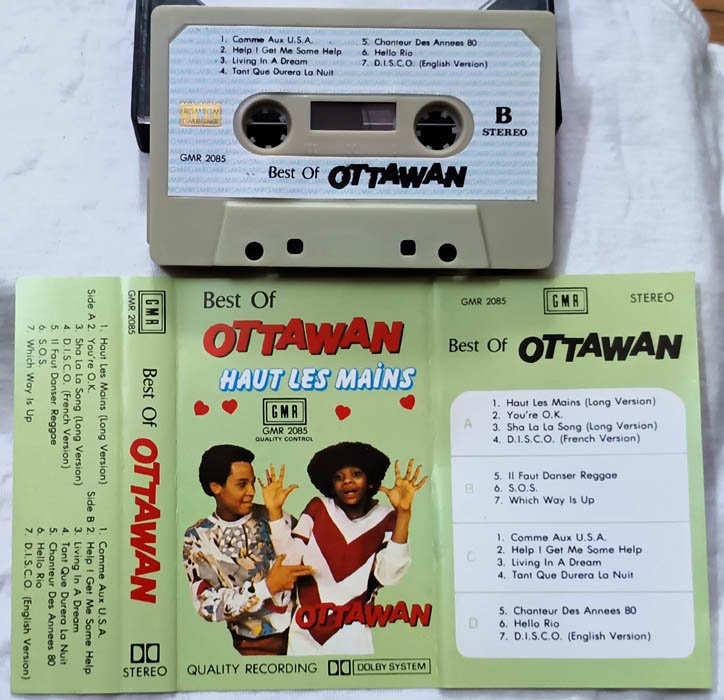 1. Comme Aux U.S.A.
2. Help I Get Me Some Help
3. Living In A Dream
4. Tant Que Durera La Nuit
5. Chanteur Des Annees 80
6. Hello Rio
7. D.I.S.C.O. (English Version)
B
STEREO
GMR 2085
Best Of OTTAWAN
Side A
1. Haut Les Mains (Long Version)
2. You're O.K.
3. Sha La La Song (Long Version)
4. D.I.S.C.O. (French Version)
5. Il Faut Danser Reggae
6. S.O.S.
7. Which Way Is Up
Side B
1. Comme Aux U.S.A.
2. Help ! Get Me Some Help
3. Living In A Dream
4. Tant Que Durera La Nuit
5. Chanteur Des Annees 80
6. Hello Rio
7. D.I.S.C.O. (English Version)
GMR
GMR 2085
Best Of OTTAWAN
STEREO
Best Of
OTTAWAN
HAUT LES MAINS
GMR
GMR 2085
QUALITY CONTROL
OTTAWAN
QUALITY RECORDING DOLBY SYSTEM
GMR 2085 GMR STEREO
Best Of OTTAWAN
A
1. Haut Les Mains (Long Version)
2. You're O.K.
3. Sha La La Song (Long Version)
4. D.I.S.C.O. (French Version)
B
5. Il Faut Danser Reggae
6. S.O.S.
7. Which Way Is Up
C
1. Comme Aux U.S.A.
2. Help ! Get Me Some Help
3. Living In A Dream
4. Tant Que Durera La Nuit
D
5. Chanteur Des Annees 80
6. Hello Rio
7. D.I.S.C.O. (English Version)